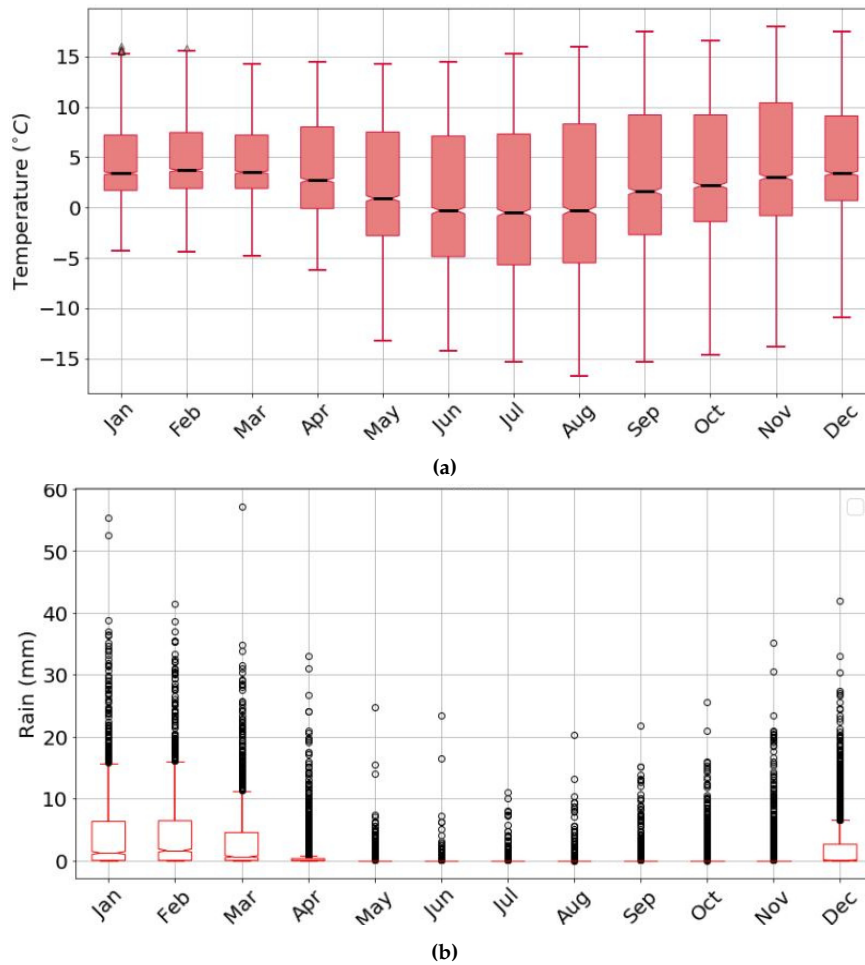 15
10
5
0
−5
−10
−15
Temperature (°C)
Jan Feb Mar Apr May Jun Jul Aug Sep Oct Nov Dec
(a)
60
50
40
30
20
10
0
Rain (mm)
Jan Feb Mar Apr May Jun Jul Aug Sep Oct Nov Dec
(b)